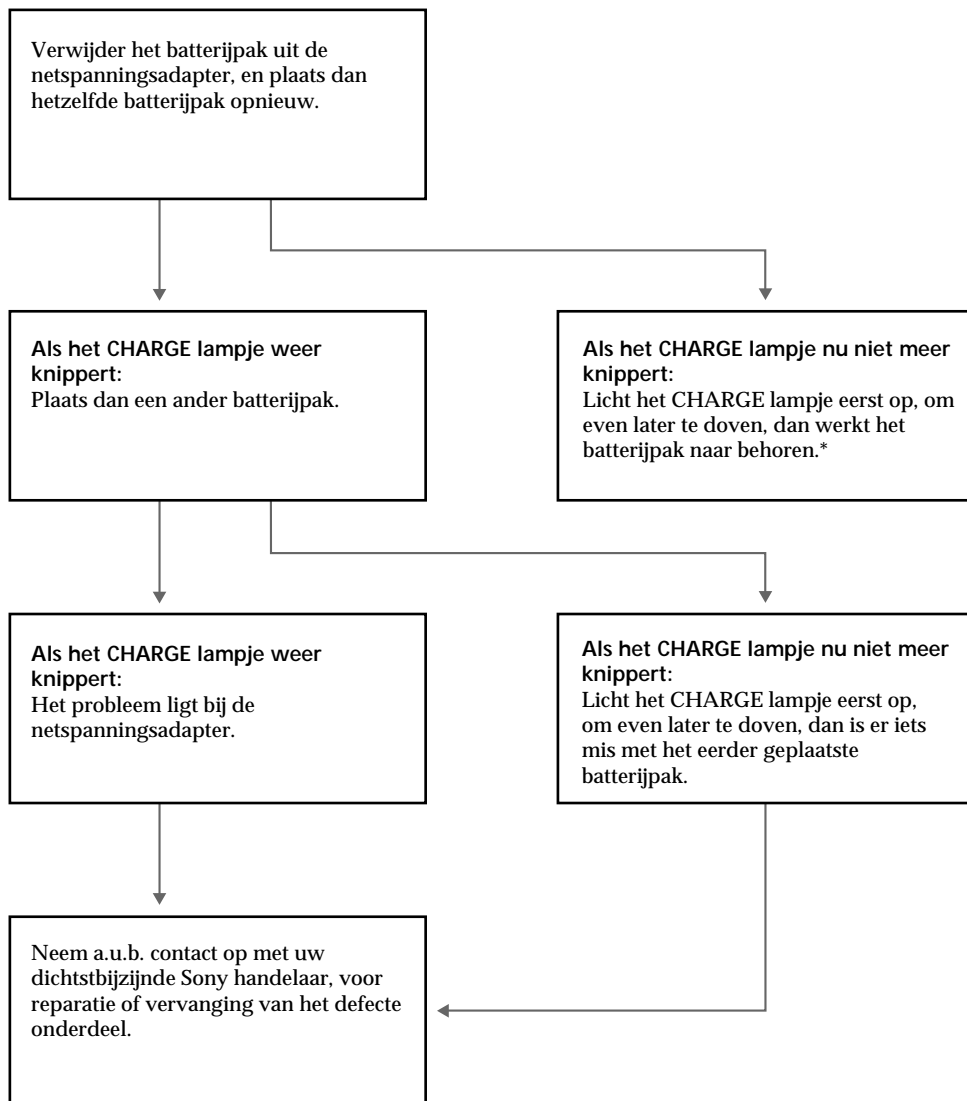 Verwijder het batterijpak uit de
netspanningsadapter, en plaats dan
hetzelfde batterijpak opnieuw.
Als het CHARGE lampje weer
knippert:
Plaats dan een ander batterijpak.
Als het CHARGE lampje nu niet meer
knippert:
Licht het CHARGE lampje eerst op, om
even later te doven, dan werkt het
batterijpak naar behoren.*
Als het CHARGE lampje weer
knippert:
Het probleem ligt bij de
netspanningsadapter.
Als het CHARGE lampje nu niet meer
knippert:
Licht het CHARGE lampje eerst op,
om even later te doven, dan is er iets
mis met het eerder geplaatste
batterijpak.
Neem a.u.b. contact op met uw
dichtstbijzijnde Sony handelaar, voor
reparatie of vervanging van het defecte
onderdeel.